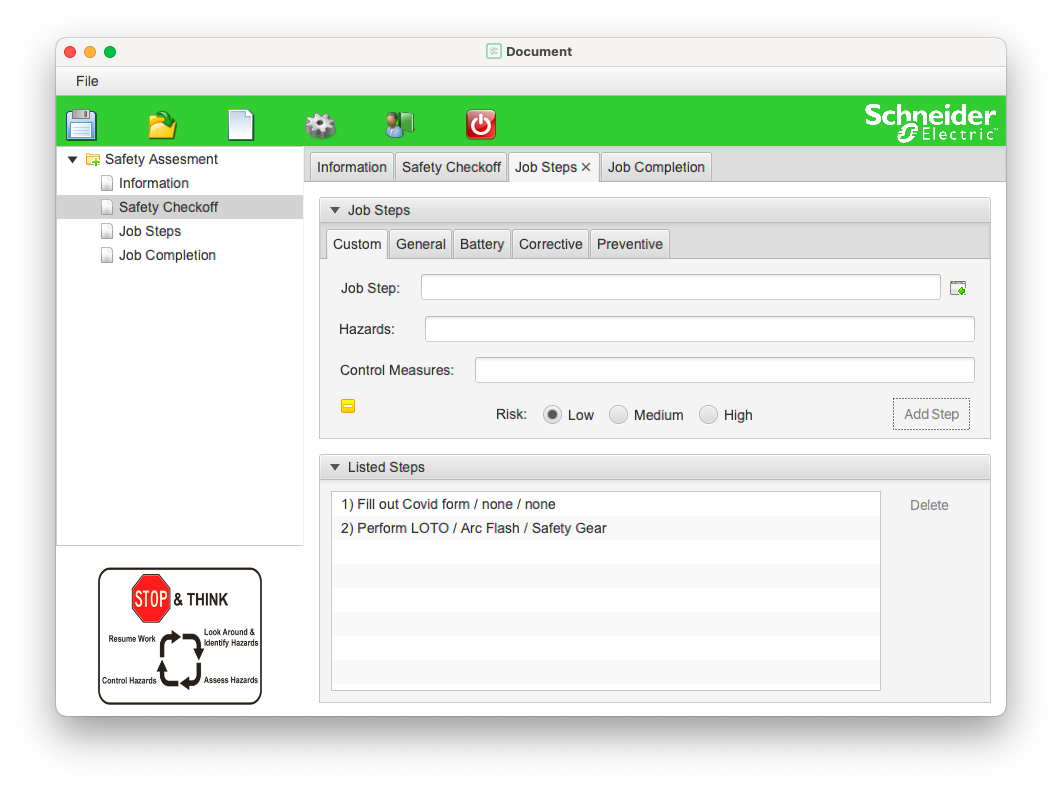 Document
File
Schneider
Electric
Safety Assesment
Information
Safety Checkoff
Job Steps
Job Completion
Information
Safety Checkoff
Job Steps
Job Completion
Job Steps
Custom
General
Battery
Corrective
Preventive
Job Step:
Hazards:
Control Measures:
Risk:
Low
Medium
High
Add Step
Listed Steps
1) Fill out Covid form / none / none
2) Perform LOTO / Arc Flash / Safety Gear
Delete
STOP & THINK
Resume Work
Look Around &
Identify Hazards
Control Hazards
Assess Hazards